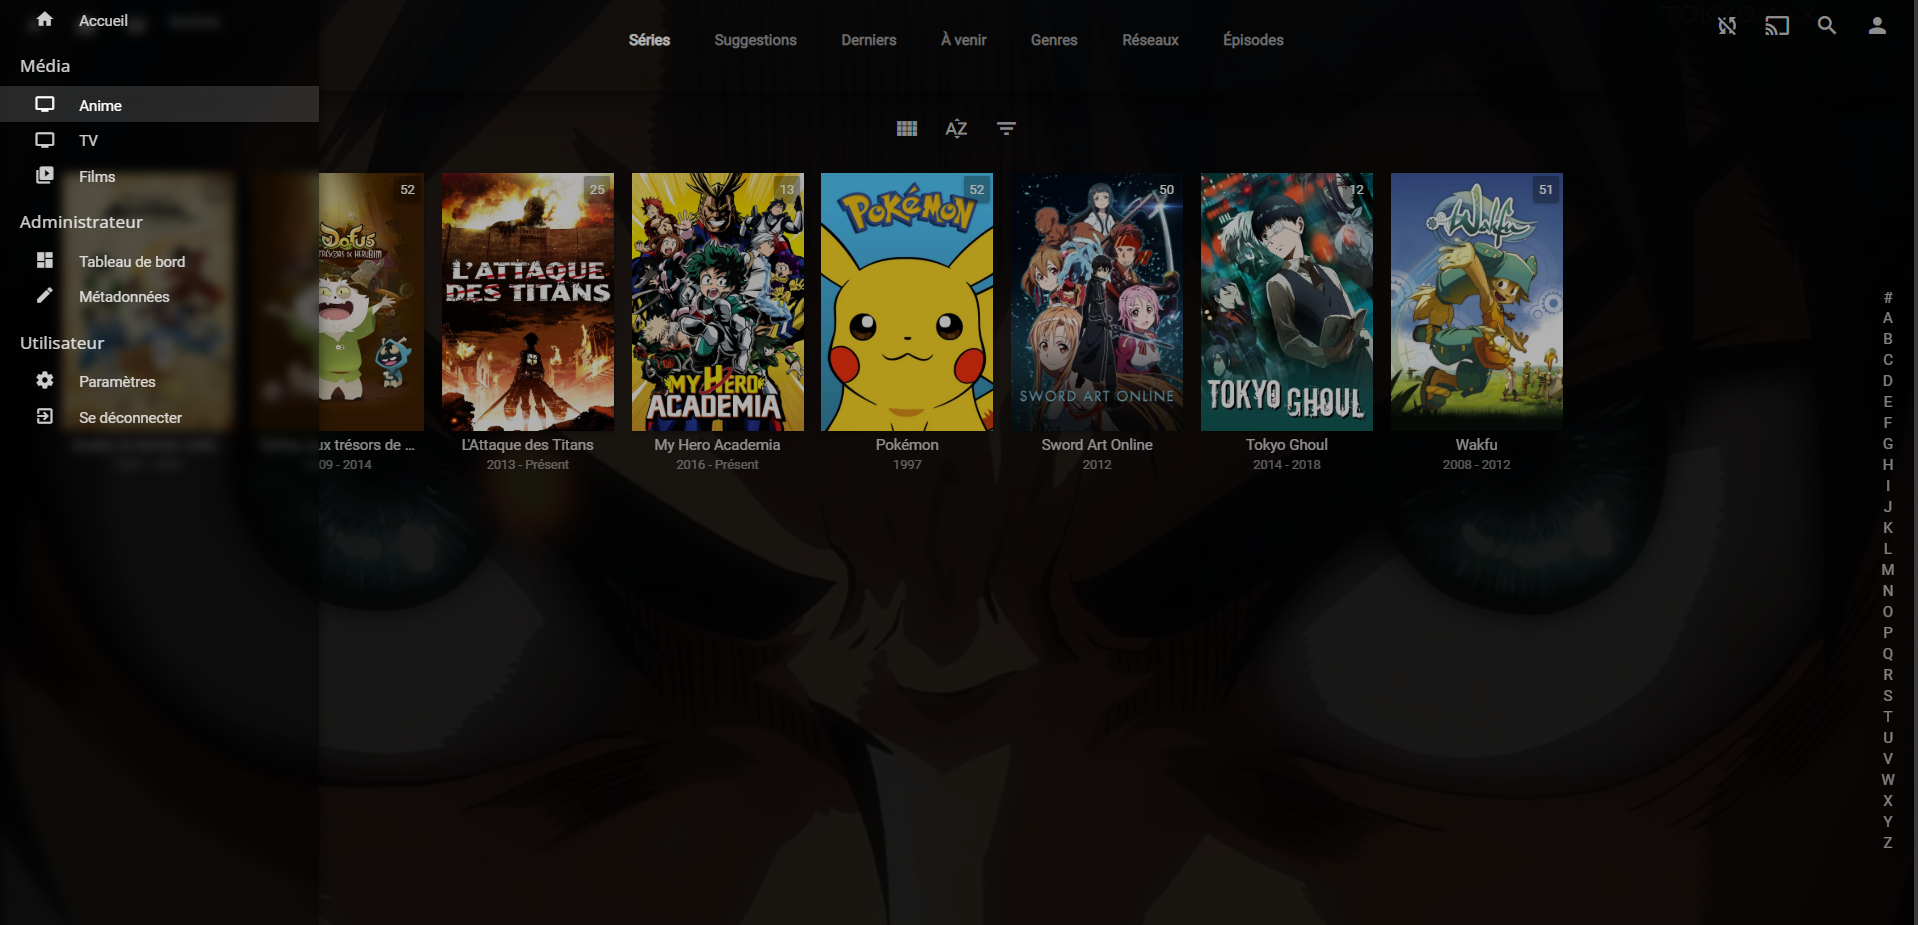 Accueil
Média
Anime
TV
Films
Administrateur
Tableau de bord
Métadonnées
Utilisateur
Paramètres
Se déconnecter
Séries
Suggestions
Derniers
À venir
Genres
Réseaux
Épisodes
AZ
52
DOFUS
25
L'ATTAQUE
DES TITANS
13
MY HERO
ACADEMIA
52
POKéMON
50
SWORD ART ONLINE
12
TOKYO GHOUL
51
Wakfu
ux trésors de ...
09 - 2014
L'Attaque des Titans
2013 - Présent
My Hero Academia
2016 - Présent
Pokémon
1997
Sword Art Online
2012
Tokyo Ghoul
2014 - 2018
Wakfu
2008 - 2012
#
A
B
C
D
E
F
G
H
I
J
K
L
M
N
O
P
Q
R
S
T
U
V
W
X
Y
Z